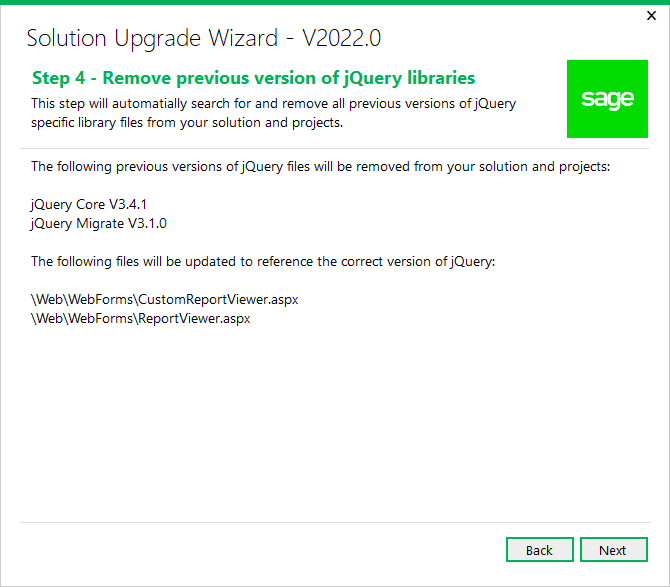 Solution Upgrade Wizard - V2022.0
Step 4 - Remove previous version of jQuery libraries
This step will automatially search for and remove all previous versions of jQuery
specific library files from your solution and projects.
sage
The following previous versions of jQuery files will be removed from your solution and projects:
jQuery Core V3.4.1
jQuery Migrate V3.1.0
The following files will be updated to reference the correct version of jQuery:
\Web\WebForms\CustomReportViewer.aspx
\Web\WebForms\ReportViewer.aspx
Back
Next